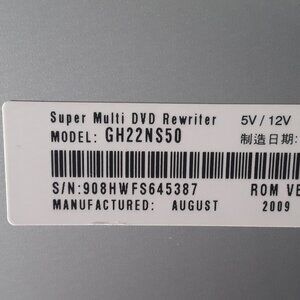 Super Multi DVD Rewriter 5V / 12V
MODEL: GH22NS50 制造日期:
S/N:908HWFS645387 ROM VE
MANUFACTURED: AUGUST 2009